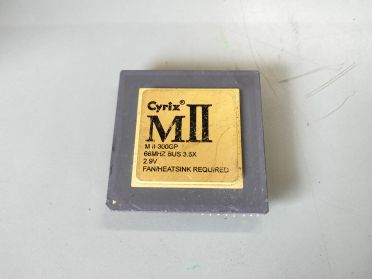 Cyrix®
MII
M II-300GP
66MHZ BUS 3.5X
2.9V
FAN/HEATSINK REQUIRED